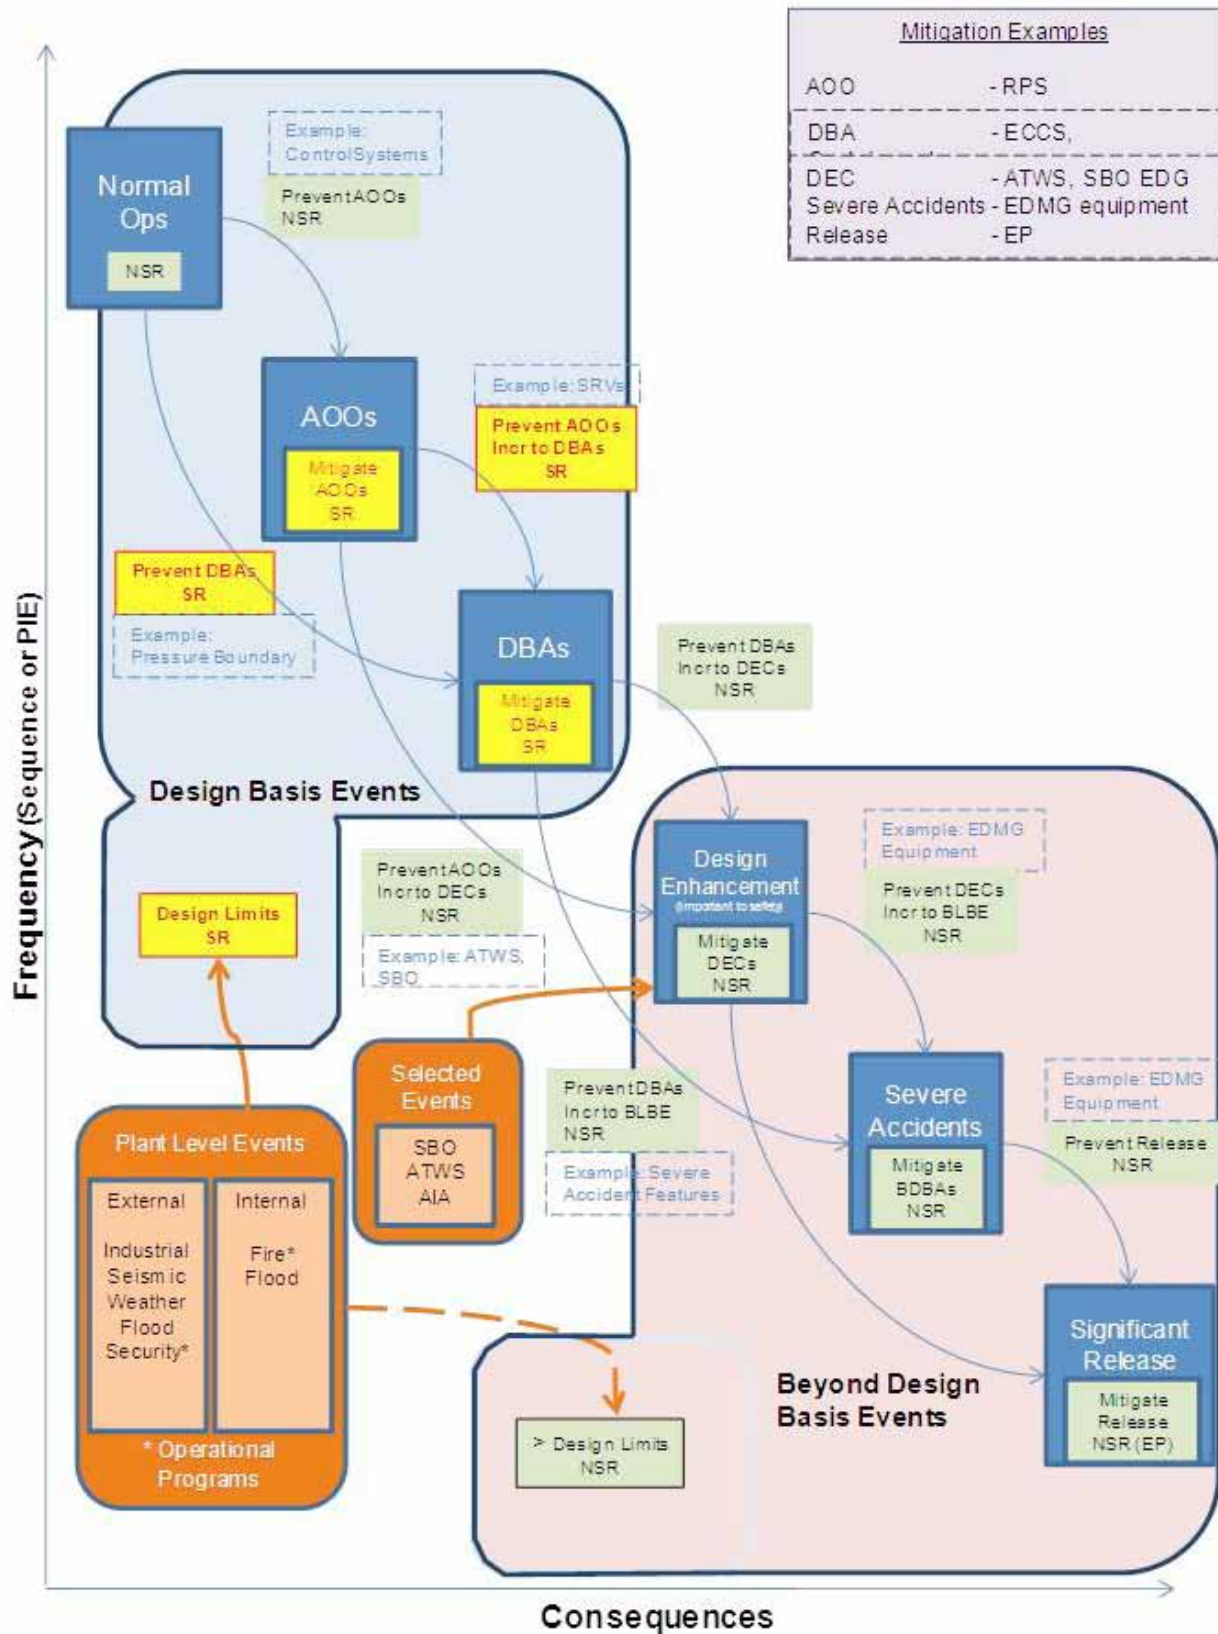 Mitigation Examples
AOO - RPS
DBA - ECCS,
DEC - ATWS, SBO EDG
Severe Accidents - EDMG equipment
Release - EP
Normal
Ops
NSR
Example:
ControlSystems
Prevent AOOs
NSR
AOOs
Mitigate
AOOs
SR
Example: SRVs
Prevent AOOs
Incr to DBAs
SR
Prevent DBAs
SR
Example:
Pressure Boundary
DBAs
Mitigate
DBAs
SR
Prevent DBAs
Incr to DECs
NSR
Design Basis Events
Design Limits
SR
Prevent AOOs
Incr to DECs
NSR
Example: ATWS,
SBO
Design
Enhancement
(Important to safety)
Mitigate
DECs
NSR
Example: EDMG
Equipment
Prevent DECs
Incr to BLBE
NSR
Selected
Events
SBO
ATWS
AIA
Prevent DBAs
Incr to BLBE
NSR
Example: Severe
Accident Features
Severe
Accidents
Mitigate
BDBAs
NSR
Example: EDMG
Equipment
Prevent Release
NSR
Plant Level Events
External
Industrial
Seismic
Weather
Flood
Security*
Internal
Fire*
Flood
* Operational
Programs
Significant
Release
Mitigate
Release
NSR (EP)
Beyond Design
Basis Events
> Design Limits
NSR
Frequency (Sequence or PIE)
Consequences